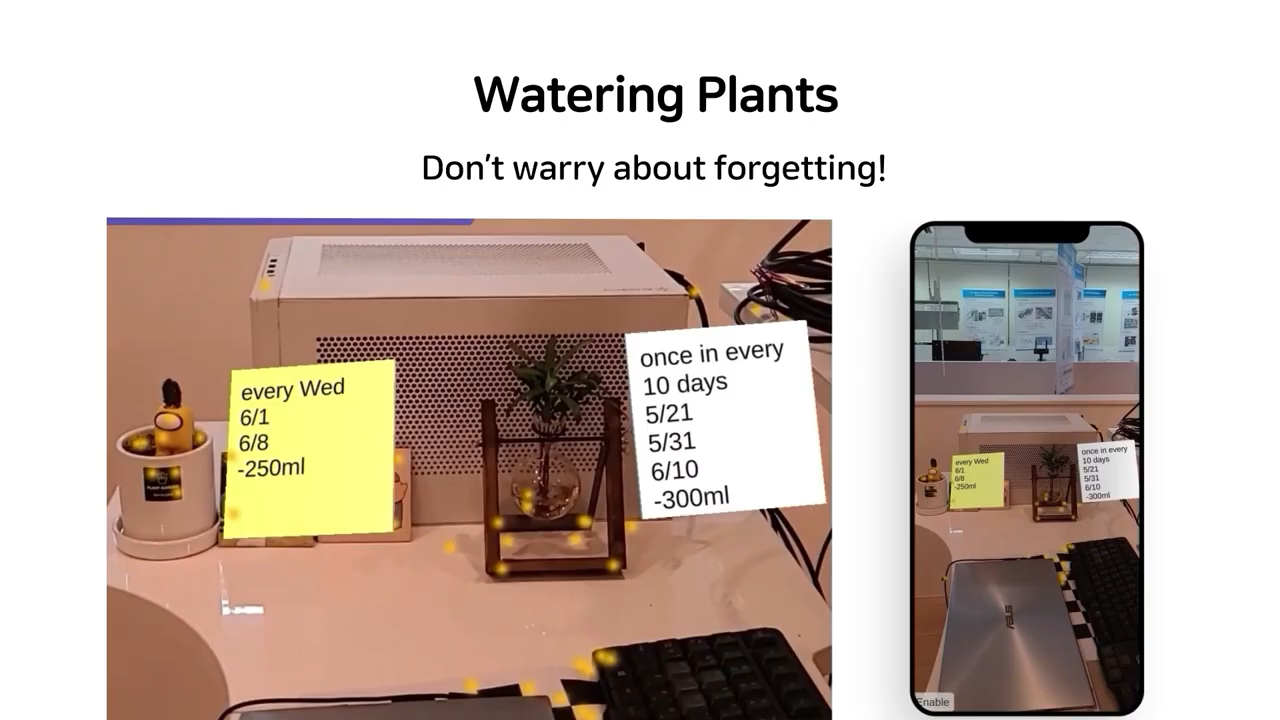 Watering Plants
Don't warry about forgetting!
every Wed
6/1
6/8
-250ml
once in every
10 days
5/21
5/31
6/10
-300ml
every Wed
6/1
6/8
-250ml
once in every
10 days
5/21
5/31
6/10
-300ml
ASUS
Enable